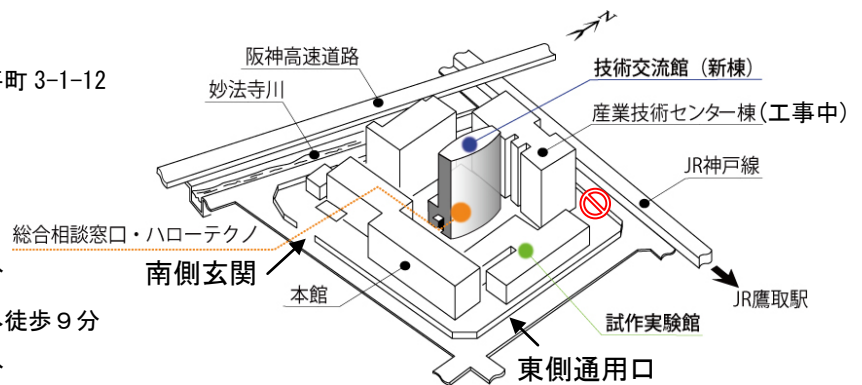 阪神高速道路
町 3-1-12
妙法寺川
技術交流館（新棟）
産業技術センター棟(工事中)
JR神戸線
総合相談窓口・ハローテクノ
南側玄関
本館
JR鷹取駅
徒歩９分
試作実験館
東側通用口
N